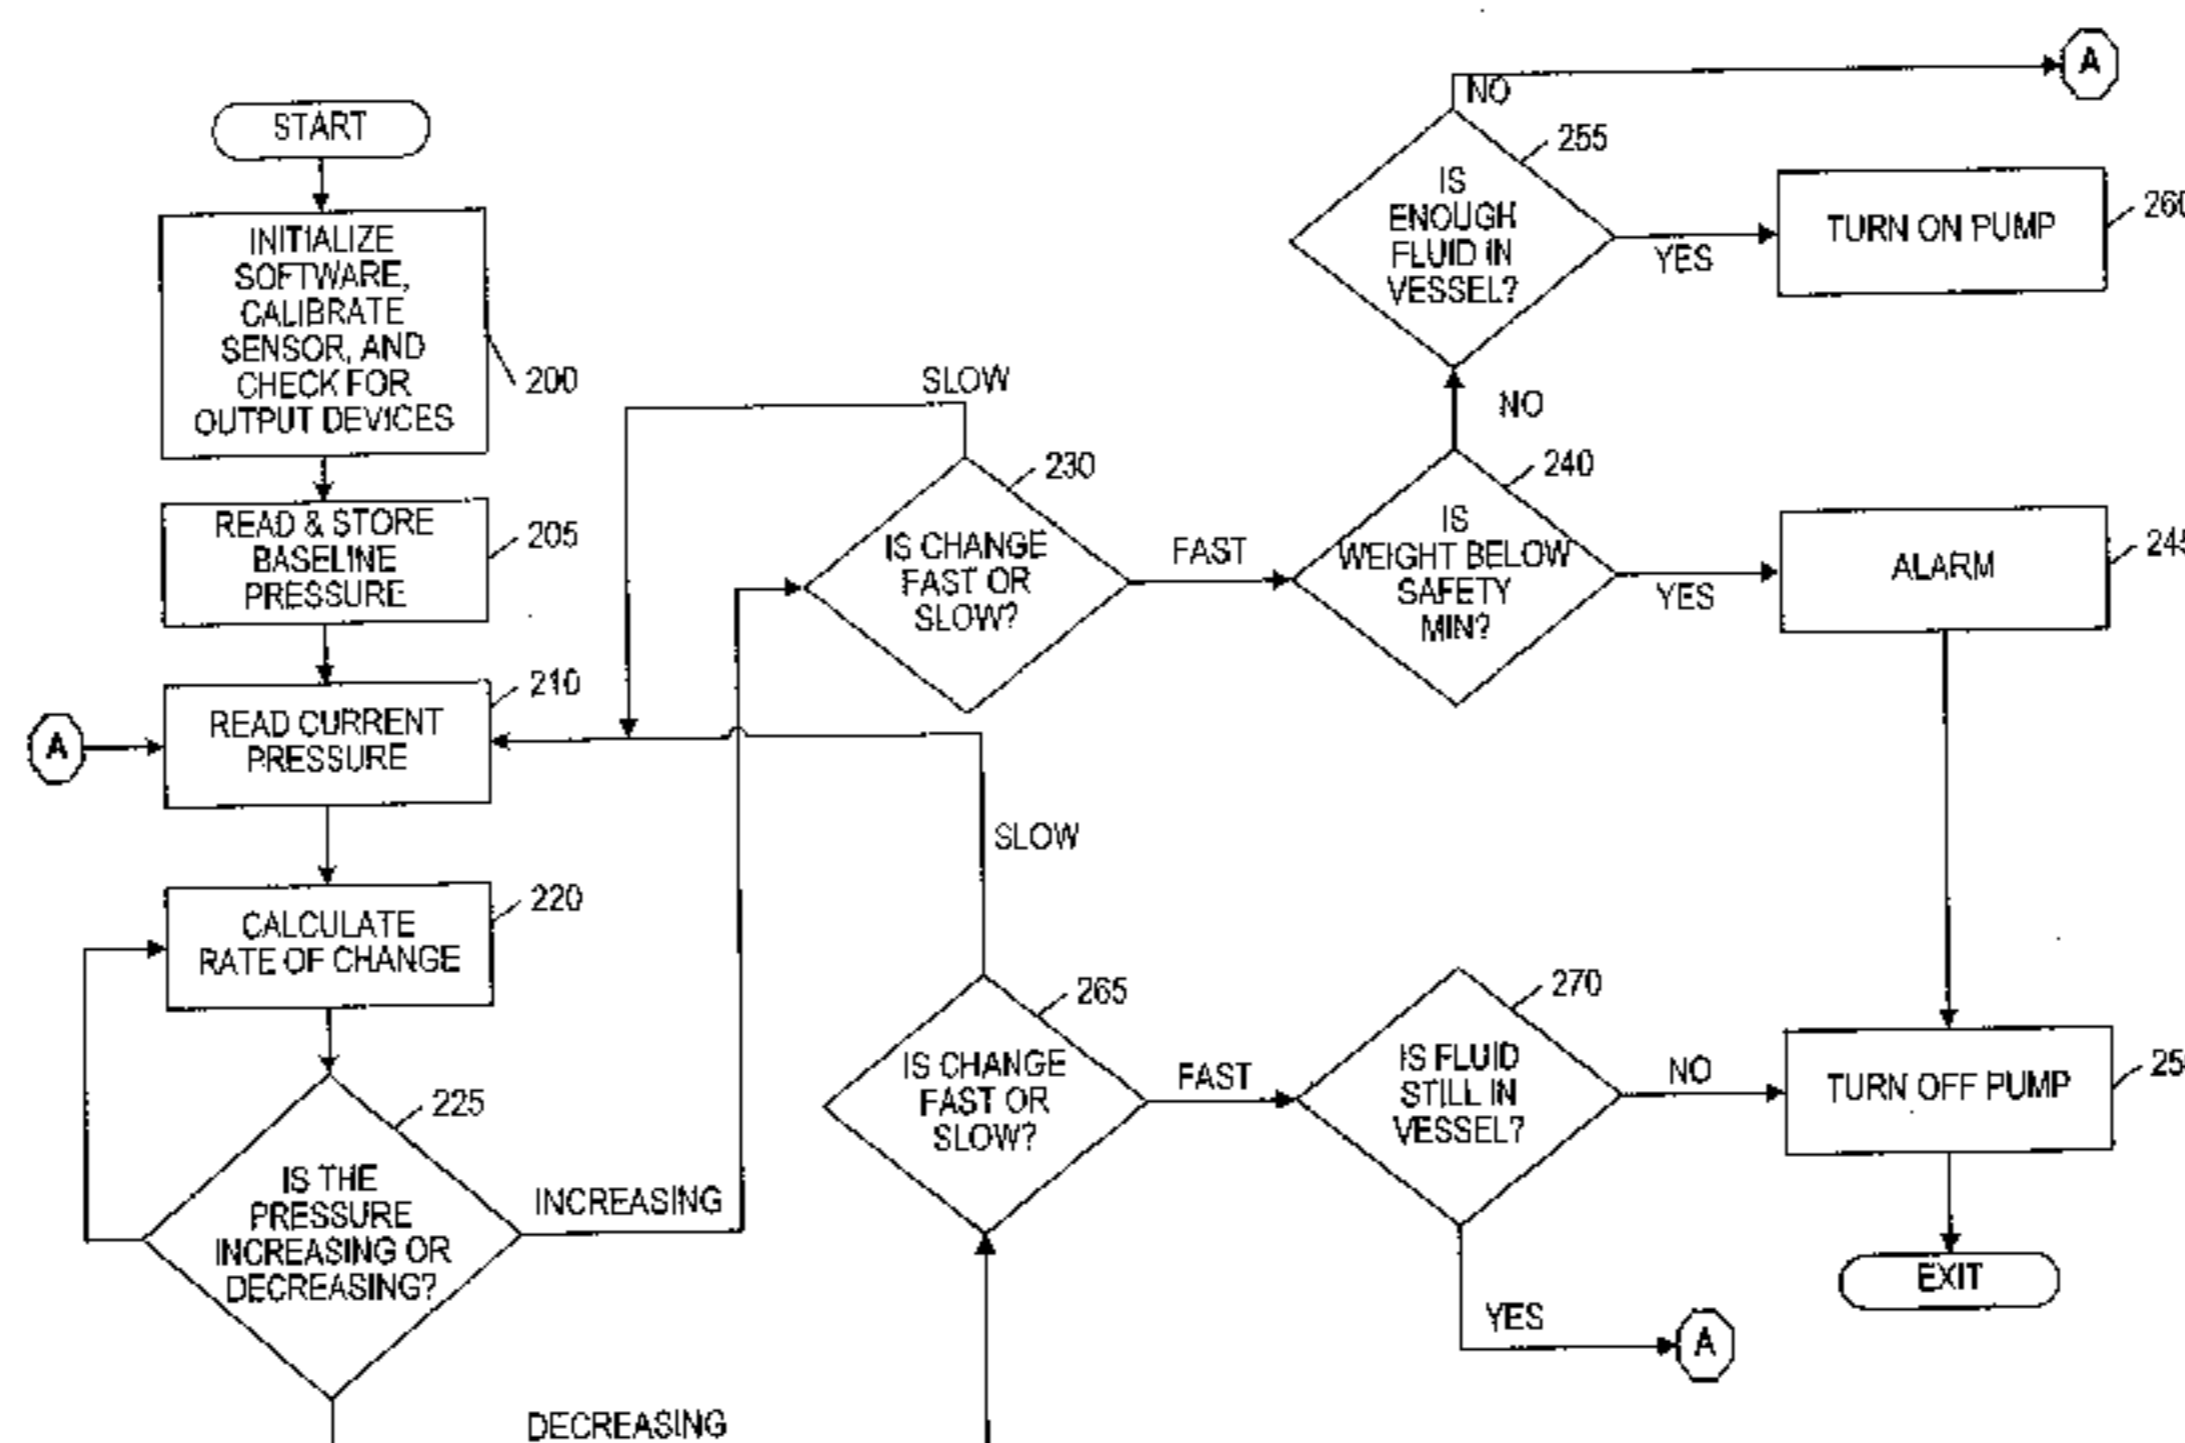 START
INITIALIZE
SOFTWARE,
CALIBRATE
SENSOR, AND
CHECK FOR
OUTPUT DEVICES
200
READ & STORE
BASELINE
PRESSURE
205
A
READ CURRENT
PRESSURE
210
CALCULATE
RATE OF CHANGE
220
IS THE
PRESSURE
INCREASING OR
DECREASING?
225
INCREASING
DECREASING
SLOW
IS CHANGE
FAST OR
SLOW?
230
FAST
IS
WEIGHT BELOW
SAFETY
MIN?
240
NO
YES
ALARM
245
IS
ENOUGH
FLUID IN
VESSEL?
255
NO
A
YES
TURN ON PUMP
260
SLOW
IS CHANGE
FAST OR
SLOW?
265
FAST
IS FLUID
STILL IN
VESSEL?
270
NO
YES
A
TURN OFF PUMP
25
EXIT